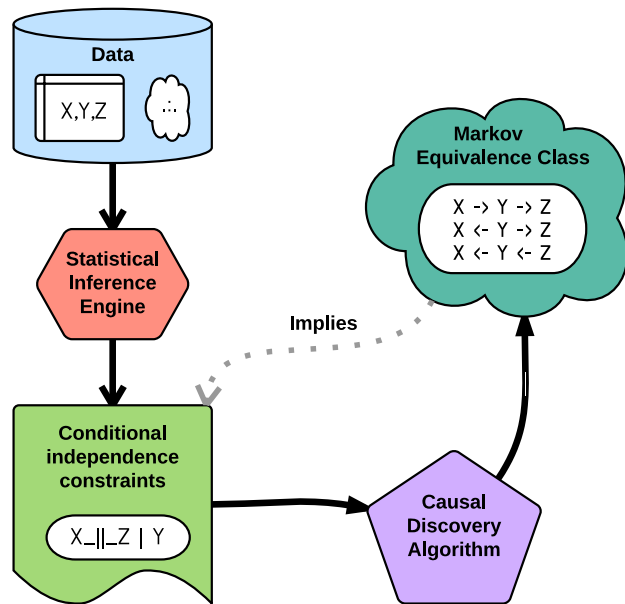 Data
X,Y,Z
.:.
Statistical
Inference
Engine
Conditional
independence
constraints
X_||_Z | Y
Causal
Discovery
Algorithm
Markov
Equivalence Class
X -> Y -> Z
X <- Y -> Z
X <- Y <- Z
Implies